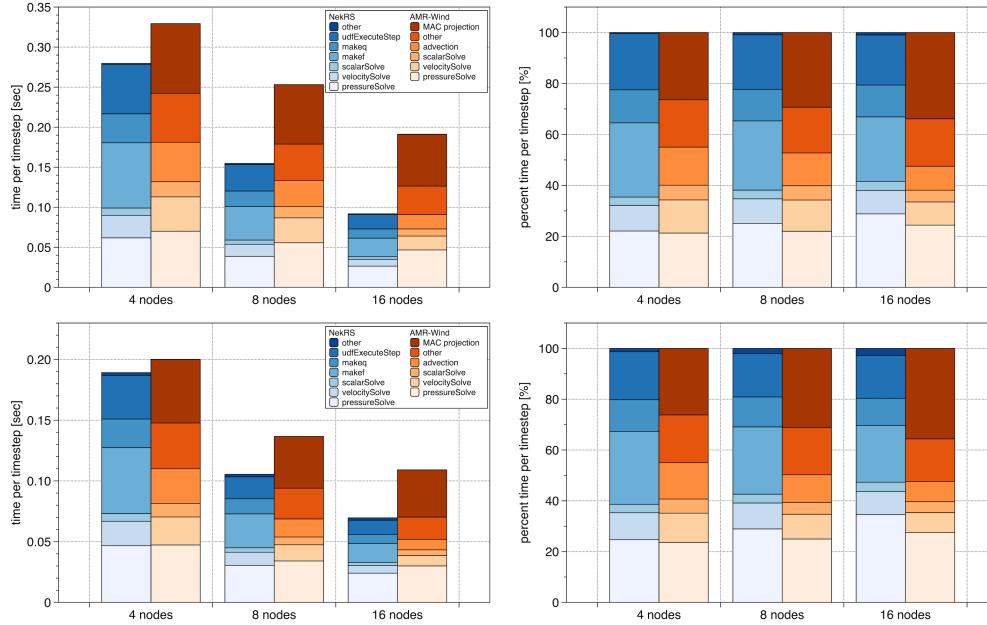 time per timestep [sec]
0.35
0.30
0.25
0.20
0.15
0.10
0.05
0
NekRS AMR-Wind
other MAC projection
udfExecuteStep other
makeq advection
makef scalarSolve
scalarSolve velocitySolve
velocitySolve pressureSolve
pressureSolve
4 nodes 8 nodes 16 nodes
percent time per timestep [%]
100
80
60
40
20
0
4 nodes 8 nodes 16 nodes
time per timestep [sec]
0.20
0.15
0.10
0.05
0
NekRS AMR-Wind
other MAC projection
udfExecuteStep other
makeq advection
makef scalarSolve
scalarSolve velocitySolve
velocitySolve pressureSolve
pressureSolve
4 nodes 8 nodes 16 nodes
percent time per timestep [%]
100
80
60
40
20
0
4 nodes 8 nodes 16 nodes